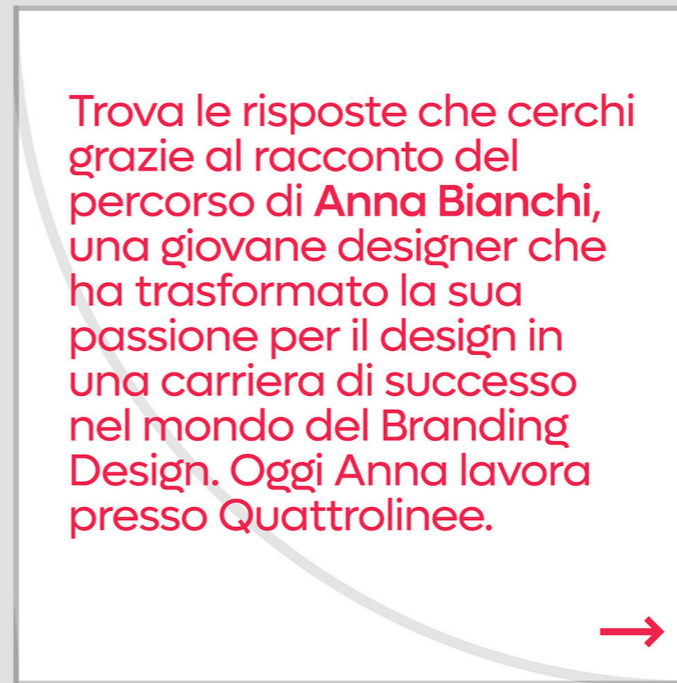 Trova le risposte che cerchi
grazie al racconto del
percorso di Anna Bianchi,
una giovane designer che
ha trasformato la sua
passione per il design in
una carriera di successo
nel mondo del Branding
Design. Oggi Anna lavora
presso Quattrolinee.